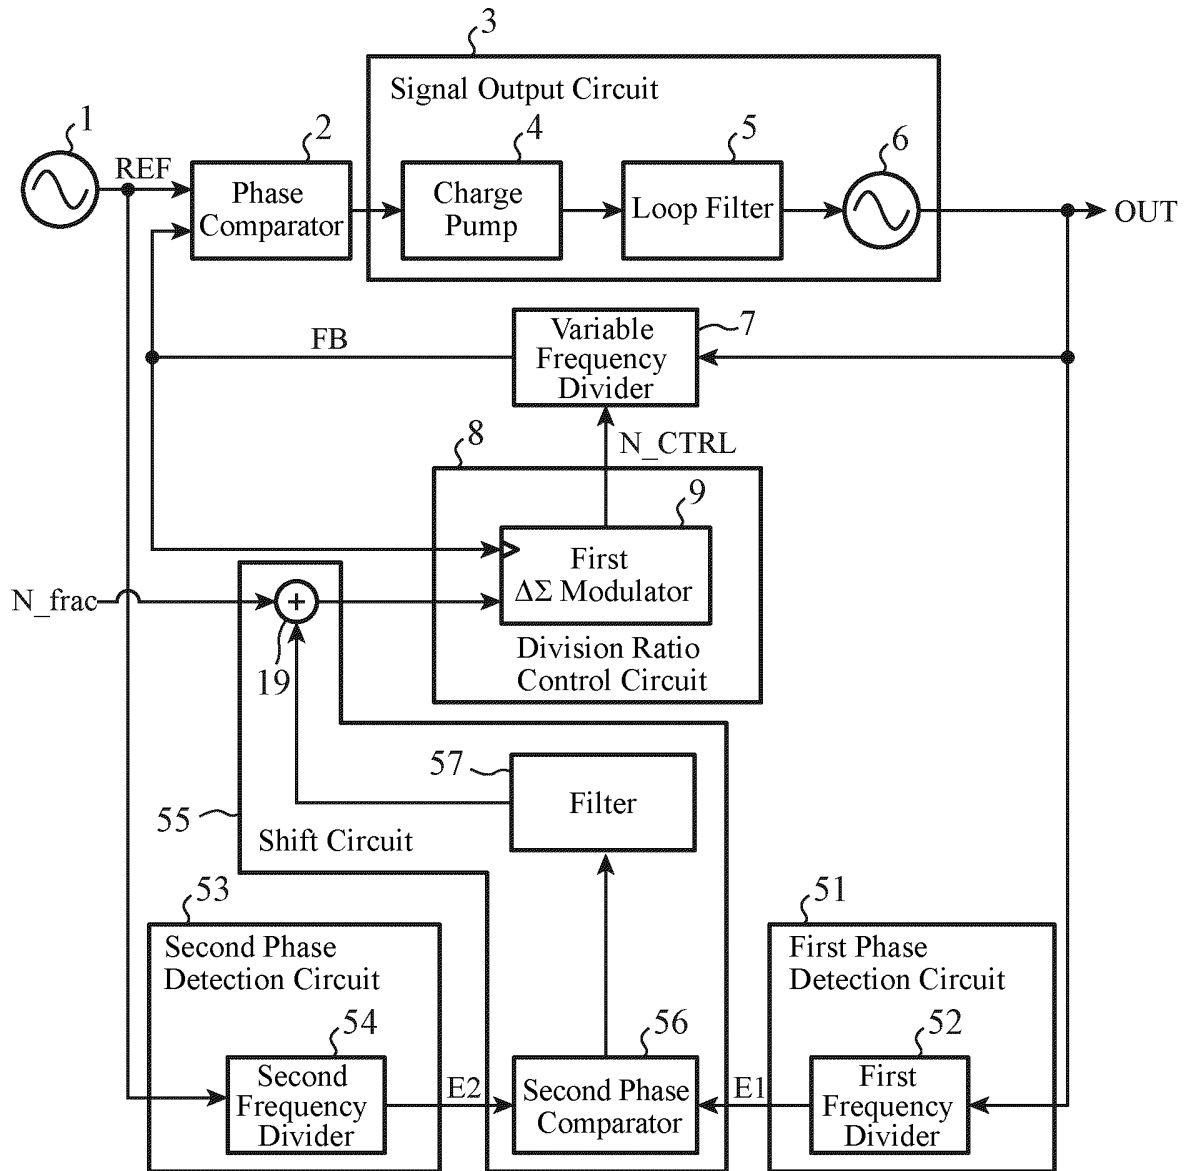 3
Signal Output Circuit
1
REF
2
Phase
Comparator
4
Charge
Pump
5
Loop Filter
6
OUT
7
Variable
Frequency
Divider
FB
8
N_CTRL
9
First
ΔΣ Modulator
Division Ratio
Control Circuit
N_frac
+
19
57
Filter
55
Shift Circuit
53
Second Phase
Detection Circuit
54
Second
Frequency
Divider
E2
56
Second Phase
Comparator
E1
51
First Phase
Detection Circuit
52
First
Frequency
Divider